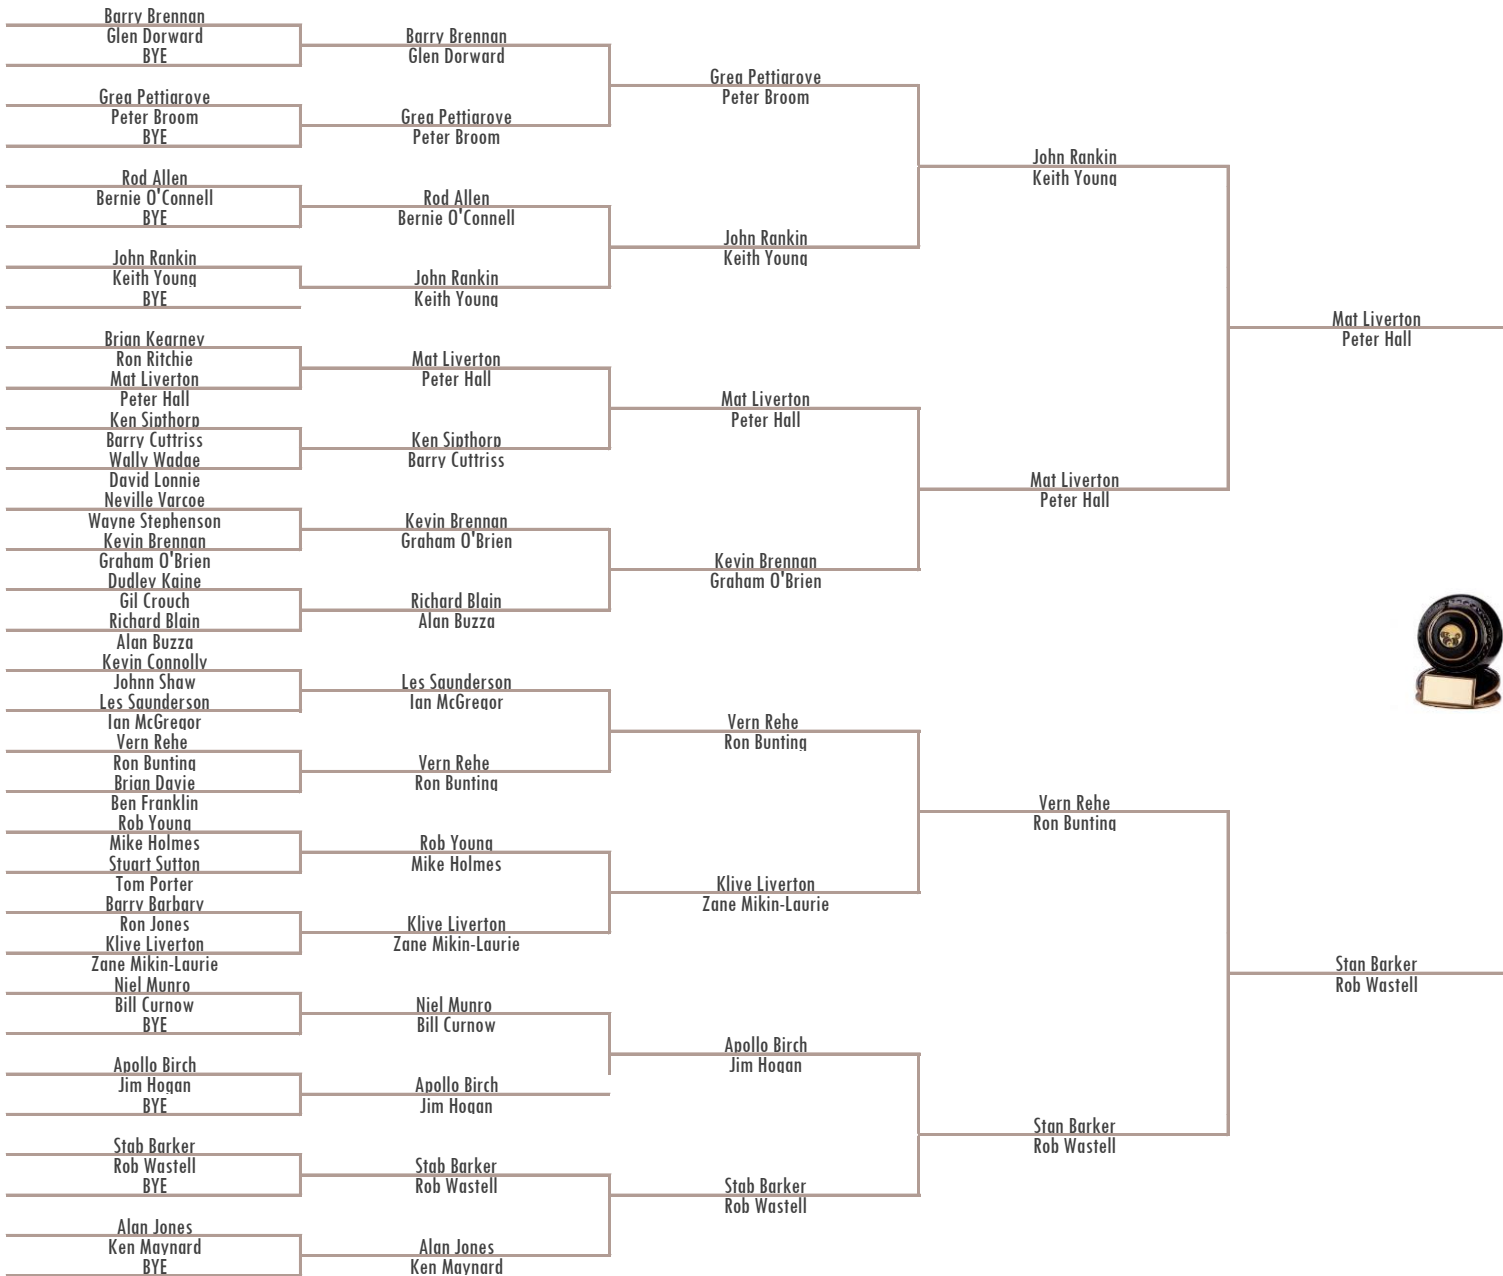 Barry Brennan
Glen Dorward
BYE
Greg Pettigrove
Peter Broom
BYE
Rod Allen
Bernie O'Connell
BYE
John Rankin
Keith Young
BYE
Brian Kearney
Ron Ritchie
Mat Liverton
Peter Hall
Ken Sipthorp
Barry Cuttriss
Wally Wadge
David Lonnie
Neville Varcoe
Wayne Stephenson
Kevin Brennan
Graham O'Brien
Dudley Kaine
Gil Crouch
Richard Blain
Alan Buzza
Kevin Connolly
Johnn Shaw
Les Saunderson
Ian McGregor
Vern Rehe
Ron Bunting
Brian Davie
Ben Franklin
Rob Young
Mike Holmes
Stuart Sutton
Tom Porter
Barry Barbary
Ron Jones
Klive Liverton
Zane Mikin-Laurie
Niel Munro
Bill Curnow
BYE
Apollo Birch
Jim Hogan
BYE
Stab Barker
Rob Wastell
BYE
Alan Jones
Ken Maynard
BYE
Barry Brennan
Glen Dorward
Greg Pettigrove
Peter Broom
Rod Allen
Bernie O'Connell
John Rankin
Keith Young
Mat Liverton
Peter Hall
Ken Sipthorp
Barry Cuttriss
Kevin Brennan
Graham O'Brien
Richard Blain
Alan Buzza
Les Saunderson
Ian McGregor
Vern Rehe
Ron Bunting
Rob Young
Mike Holmes
Klive Liverton
Zane Mikin-Laurie
Niel Munro
Bill Curnow
Apollo Birch
Jim Hogan
Stab Barker
Rob Wastell
Alan Jones
Ken Maynard
Greg Pettigrove
Peter Broom
John Rankin
Keith Young
Mat Liverton
Peter Hall
Kevin Brennan
Graham O'Brien
Vern Rehe
Ron Bunting
Klive Liverton
Zane Mikin-Laurie
Apollo Birch
Jim Hogan
Stab Barker
Rob Wastell
John Rankin
Keith Young
Mat Liverton
Peter Hall
Vern Rehe
Ron Bunting
Stan Barker
Rob Wastell
Mat Liverton
Peter Hall
Stan Barker
Rob Wastell